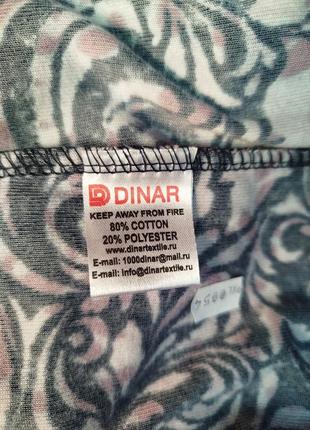 DINAR
KEEP AWAY FROM FIRE
80% COTTON
20% POLYESTER
www.dinartextile.ru
E-mail: 1000dinar@mail.ru
E-mail: info@dinartextile.ru